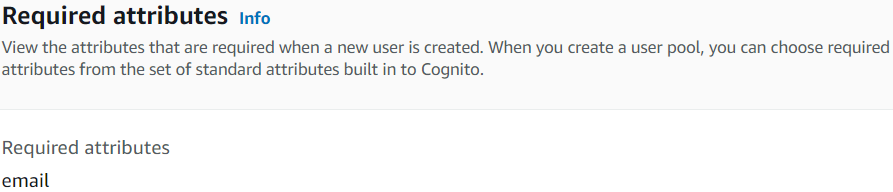 Required attributes Info
View the attributes that are required when a new user is created. When you create a user pool, you can choose required
attributes from the set of standard attributes built in to Cognito.
Required attributes
email